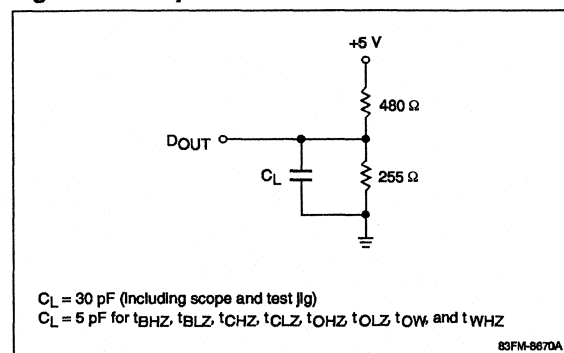 +5 V
480 Ω
DOUT
CL
255 Ω
CL = 30 pF (Including scope and test jig)
CL = 5 pF for tBHZ, tBLZ, tCHZ, tCLZ, tOHZ, tOLZ, tOW, and tWHZ
83FM-8670A